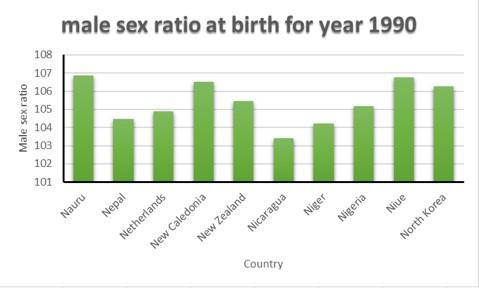 male sex ratio at birth for year 1990
108
107
106
105
104
103
102
101
Male sex ratio
Nauru
Nepal
Netherlands
New Caledonia
New Zealand
Nicaragua
Niger
Nigeria
Niue
North Korea
Country